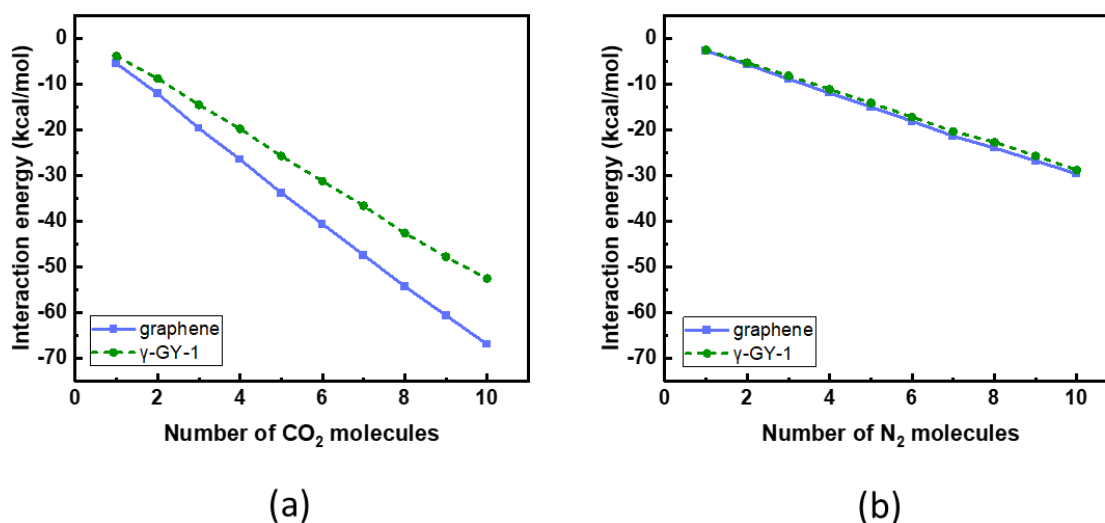 0
-10
-20
-30
-40
-50
-60
-70
Interaction energy (kcal/mol)
graphene
γ-GY-1
0 2 4 6 8 10
Number of CO₂ molecules
(a)
0
-10
-20
-30
-40
-50
-60
-70
Interaction energy (kcal/mol)
graphene
γ-GY-1
0 2 4 6 8 10
Number of N₂ molecules
(b)